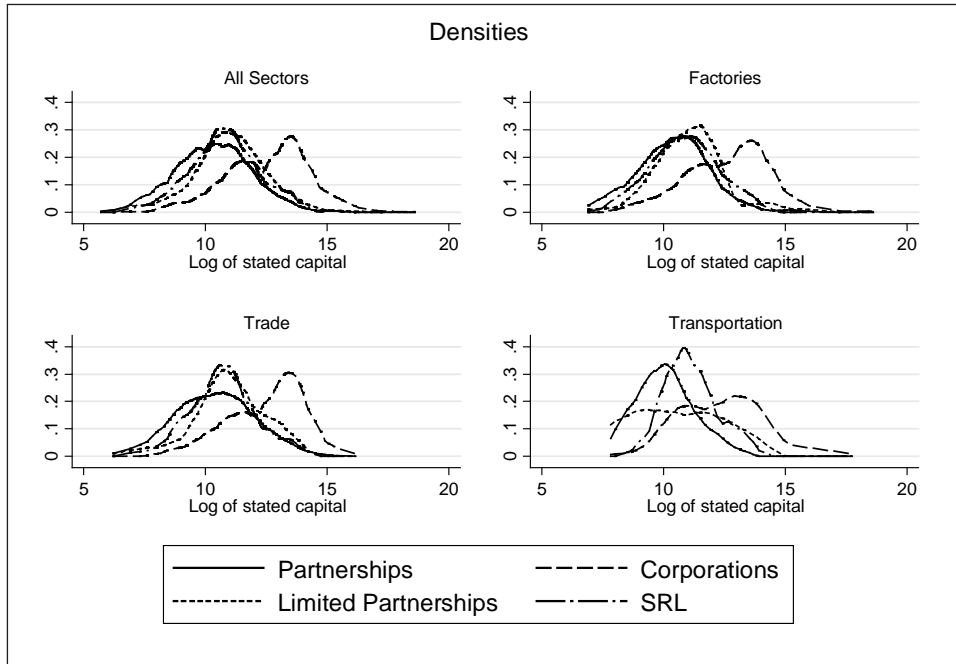 Densities
All Sectors
0 .1 .2 .3 .4
5 10 15 20
Log of stated capital
Factories
0 .1 .2 .3 .4
5 10 15 20
Log of stated capital
Trade
0 .1 .2 .3 .4
5 10 15 20
Log of stated capital
Transportation
0 .1 .2 .3 .4
5 10 15 20
Log of stated capital
Partnerships
Corporations
Limited Partnerships
SRL